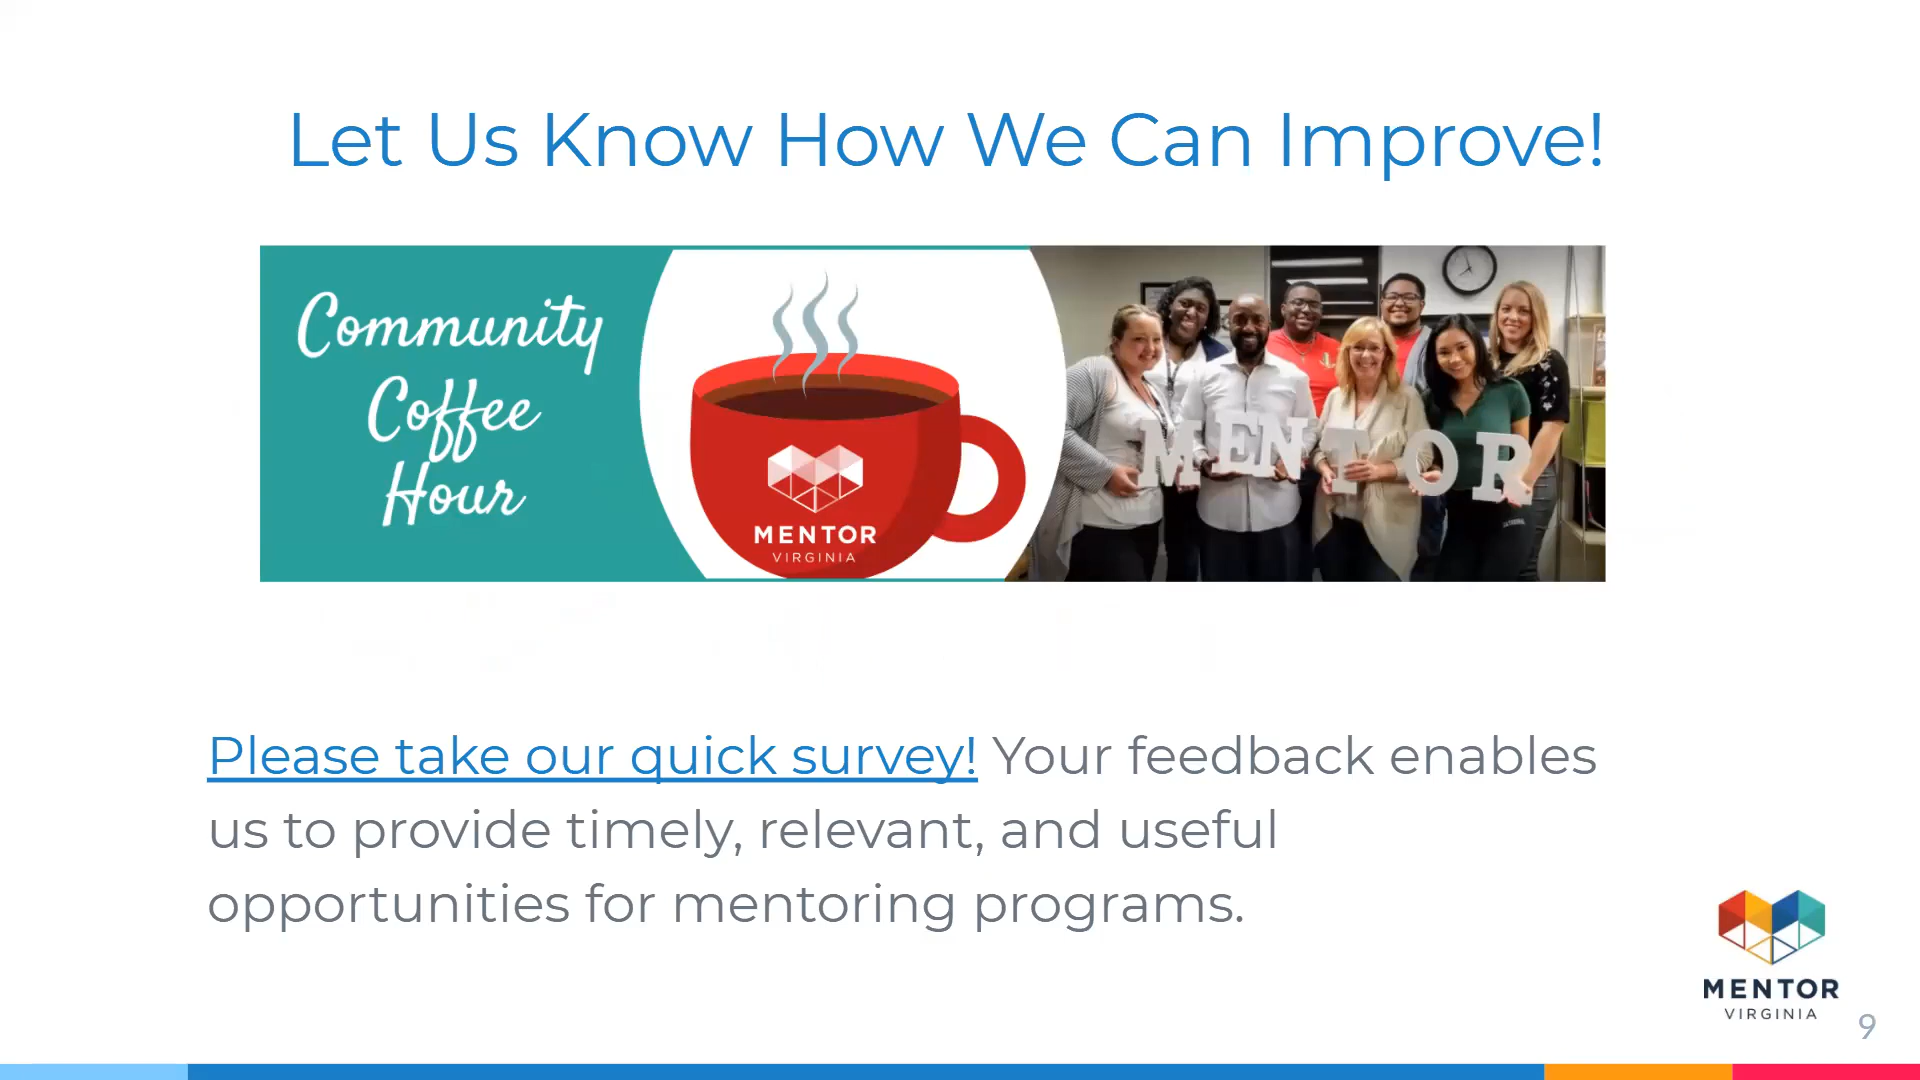 Let Us Know How We Can Improve!
Community
Coffee
Hour
MENTOR
VIRGINIA
MENTOR
Please take our quick survey! Your feedback enables
us to provide timely, relevant, and useful
opportunities for mentoring programs.
MENTOR
VIRGINIA
9